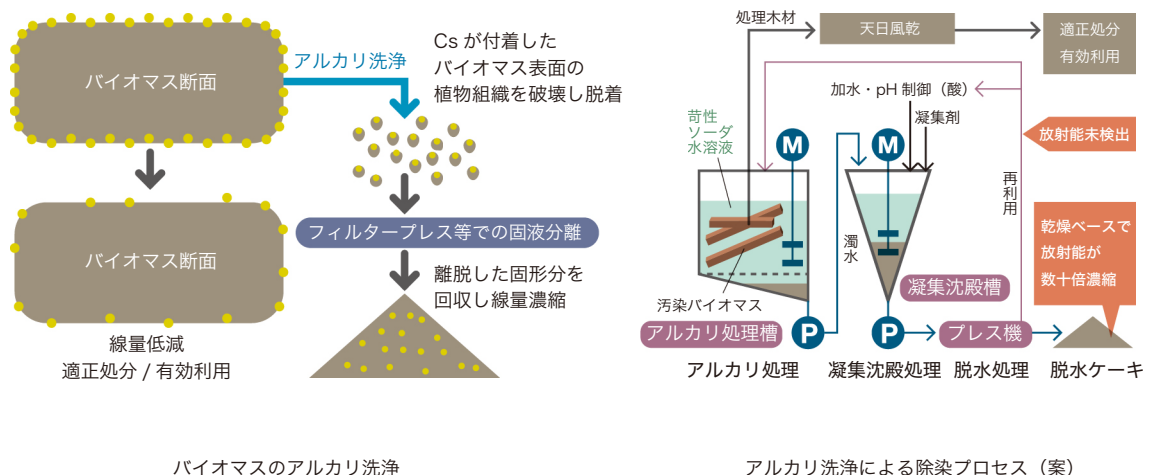 バイオマス断面
アルカリ洗浄
Cs が付着した
バイオマス表面の
植物組織を破壊し脱着
フィルタープレス等での固液分離
バイオマス断面
離脱した固形分を
回収し線量濃縮
線量低減
適正処分 / 有効利用
バイオマスのアルカリ洗浄
処理木材
天日風乾
適正処分
有効利用
加水・pH 制御（酸）
凝集剤
苛性
ソーダ
水溶液
M
M
放射能未検出
再利用
濁水
乾燥ベースで
放射能が
数十倍濃縮
汚染バイオマス
凝集沈殿槽
アルカリ処理槽
P
P
プレス機
アルカリ処理
凝集沈殿処理
脱水処理
脱水ケーキ
アルカリ洗浄による除染プロセス（案）